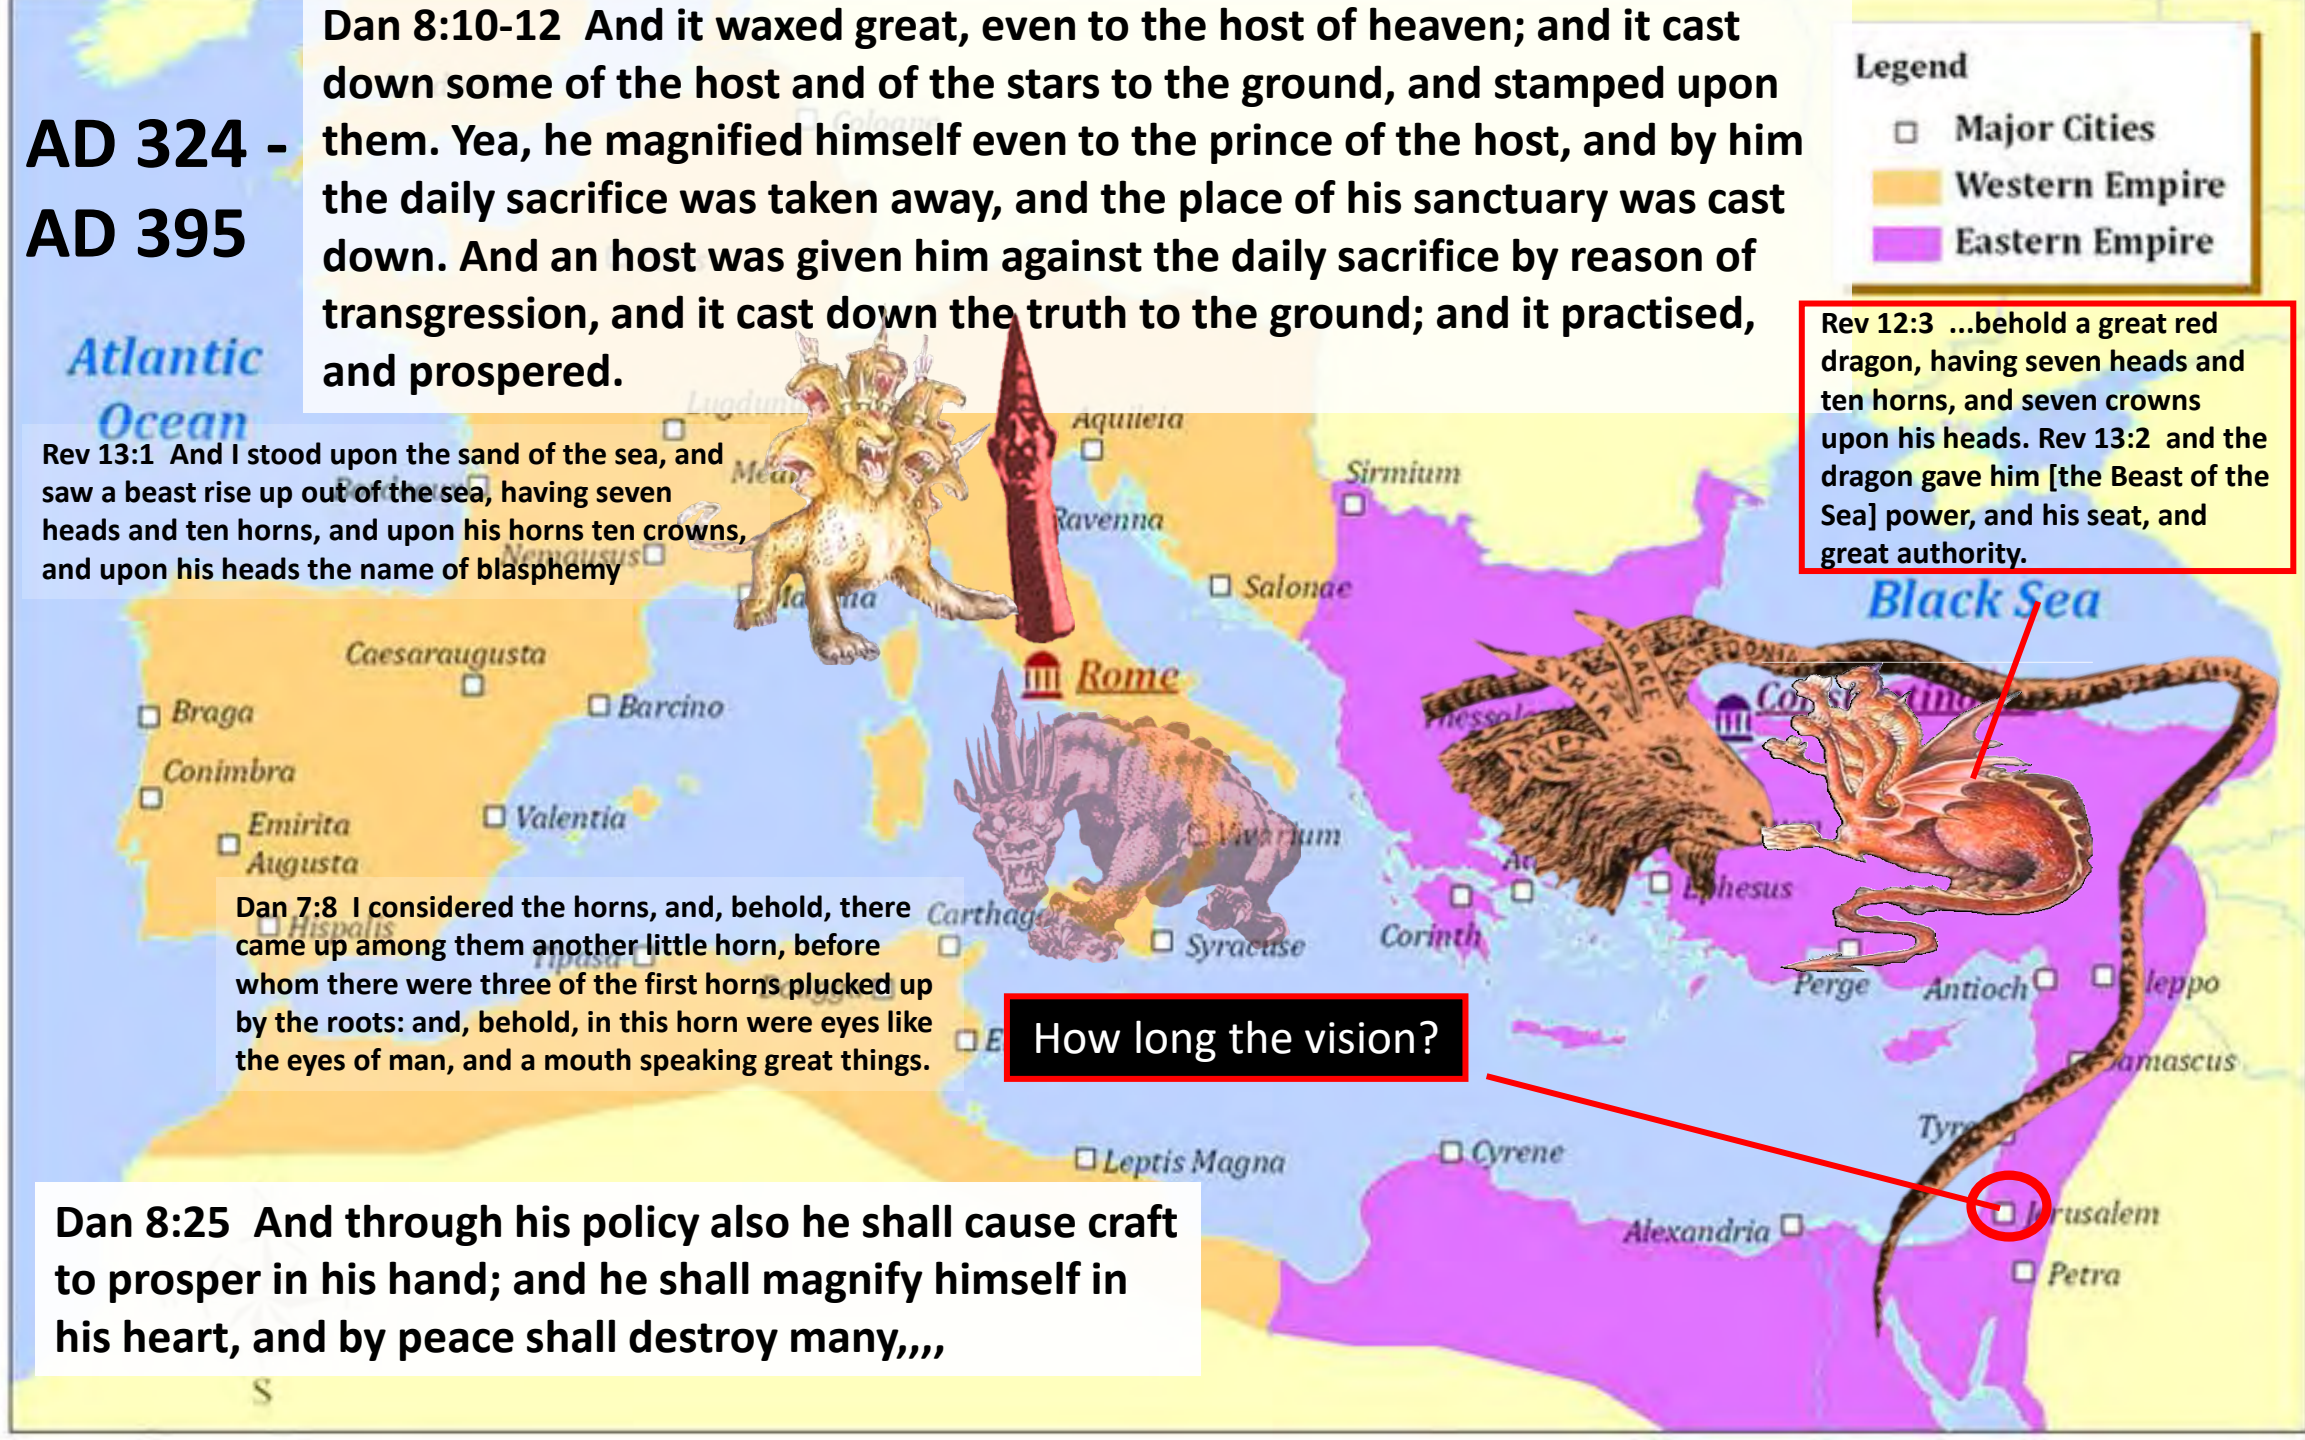 Dan 8:10-12 And it waxed great, even to the host of heaven; and it cast
down some of the host and of the stars to the ground, and stamped upon
them. Yea, he magnified himself even to the prince of the host, and by him
the daily sacrifice was taken away, and the place of his sanctuary was cast
down. And an host was given him against the daily sacrifice by reason of
transgression, and it cast down the truth to the ground; and it practised,
and prospered.
AD 324 -
AD 395
Legend
Major Cities
Western Empire
Eastern Empire
Cologne
Atlantic
Ocean
Rev 12:3 ...behold a great red
dragon, having seven heads and
ten horns, and seven crowns
upon his heads. Rev 13:2 and the
dragon gave him [the Beast of the
Sea] power, and his seat, and
great authority.
Rev 13:1 And I stood upon the sand of the sea, and
saw a beast rise up out of the sea, having seven
heads and ten horns, and upon his horns ten crowns,
and upon his heads the name of blasphemy
Nemausus
Aquileia
Sirmium
Ravenna
Salonae
Black Sea
Caesaraugusta
Rome
Braga
Barcino
SYRIA
THRACE
Conimbra
Emirita
Augusta
Valentia
Vivarium
Ephesus
Hispalis
Tipasa
Dan 7:8 I considered the horns, and, behold, there
came up among them another little horn, before
whom there were three of the first horns plucked up
by the roots: and, behold, in this horn were eyes like
the eyes of man, and a mouth speaking great things.
Syracuse
Corinth
Perge
Antioch
How long the vision?
Leptis Magna
Cyrene
Alexandria
Jerusalem
Petra
Dan 8:25 And through his policy also he shall cause craft
to prosper in his hand; and he shall magnify himself in
his heart, and by peace shall destroy many,,,,
S